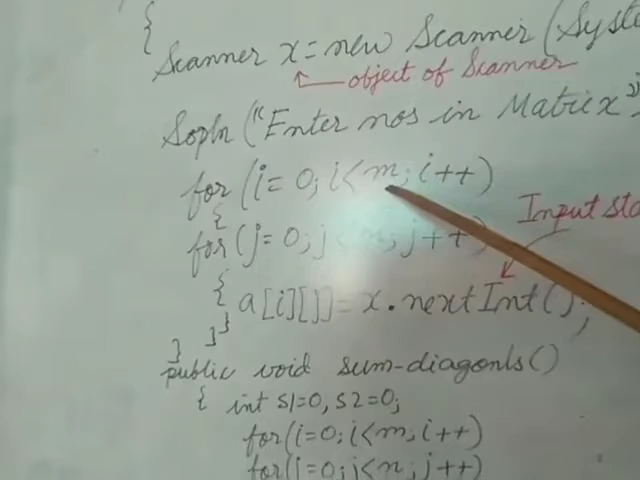 {
Scanner x = new Scanner (Syst
object of Scanner
Sopln ("Enter nos in Matrix"
for (i = 0; i < m; i++)
{
Input sta
for (j = 0; j < ; j++)
{ a[i][j] = x.nextInt();
} } }
public void sum-diagonls()
{ int s1=0, s2=0;
for(i=0; i<m; i++)
for(j=0; j<n; j++)